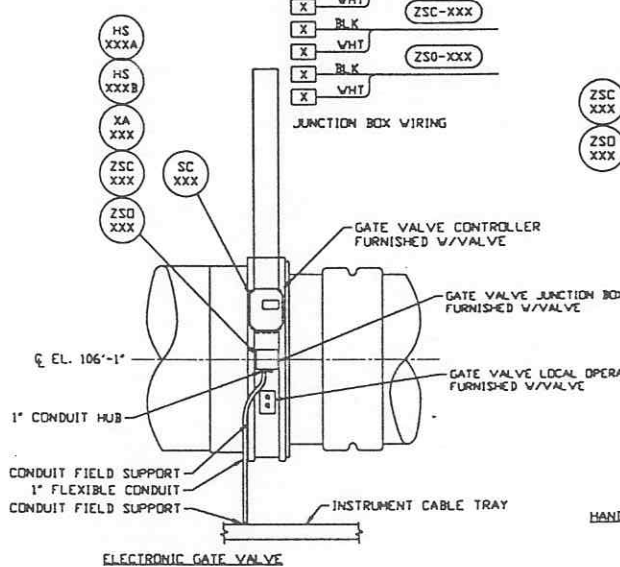 WHT
X
ZSC-XXX
BLK
X
WHT
X
ZSO-XXX
BLK
X
WHT
X
JUNCTION BOX WIRING
HS
XXXA
HS
XXXB
XA
XXX
ZSC
XXX
ZSO
XXX
SC
XXX
ZSC
XXX
ZSO
XXX
GATE VALVE CONTROLLER
FURNISHED W/VALVE
GATE VALVE JUNCTION BOX
FURNISHED W/VALVE
℄ EL. 106'-1"
GATE VALVE LOCAL OPERA
FURNISHED W/VALVE
1" CONDUIT HUB
CONDUIT FIELD SUPPORT
1" FLEXIBLE CONDUIT
CONDUIT FIELD SUPPORT
INSTRUMENT CABLE TRAY
HAND
ELECTRONIC GATE VALVE